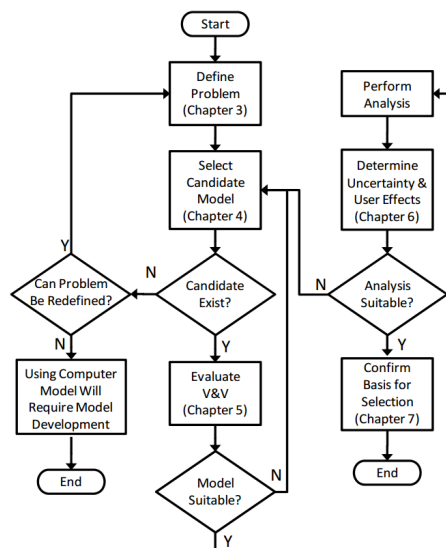 Start
Define
Problem
(Chapter 3)
Select
Candidate
Model
(Chapter 4)
Y
N
Can Problem
Be Redefined?
Candidate
Exist?
N
Y
Using Computer
Model Will
Require Model
Development
Evaluate
V&V
(Chapter 5)
End
N
Model
Suitable?
Y
Perform
Analysis
Determine
Uncertainty &
User Effects
(Chapter 6)
N
Analysis
Suitable?
Y
Confirm
Basis for
Selection
(Chapter 7)
End